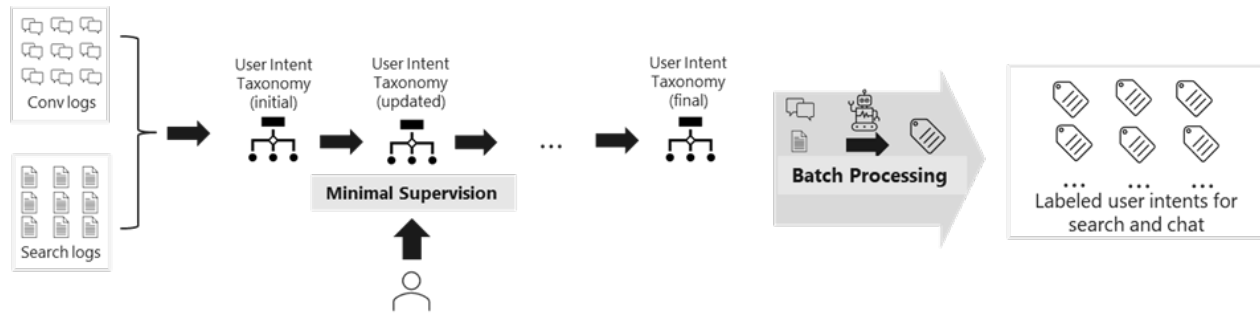 Conv logs
Search logs
User Intent
Taxonomy
(initial)
User Intent
Taxonomy
(updated)
Minimal Supervision
...
User Intent
Taxonomy
(final)
Batch Processing
... ... ...
Labeled user intents for
search and chat